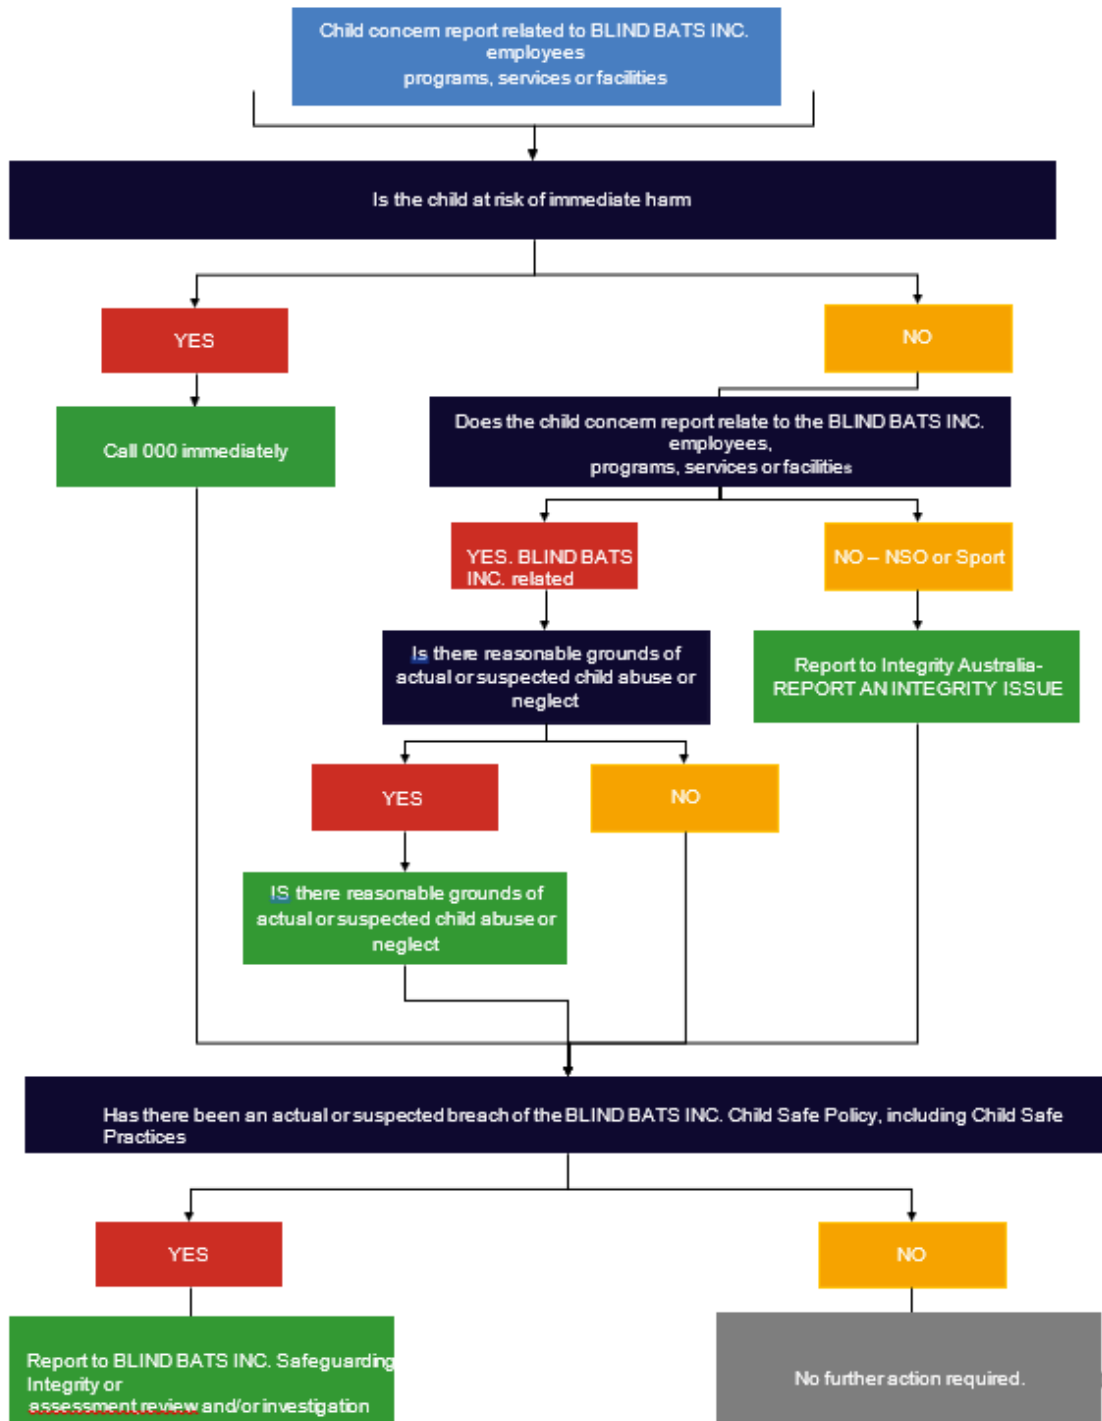 Child concern report related to BLIND BATS INC.
employees
programs, services or facilities
Is the child at risk of immediate harm
YES
NO
Call 000 immediately
Does the child concern report relate to the BLIND BATS INC.
employees,
programs, services or facilities
YES. BLIND BATS
INC. related
NO – NSO or Sport
Is there reasonable grounds of
actual or suspected child abuse or
neglect
Report to Integrity Australia-
REPORT AN INTEGRITY ISSUE
YES
NO
IS there reasonable grounds of
actual or suspected child abuse or
neglect
Has there been an actual or suspected breach of the BLIND BATS INC. Child Safe Policy, including Child Safe
Practices
YES
NO
Report to BLIND BATS INC. Safeguarding
Integrity or
assessment review and/or investigation
No further action required.